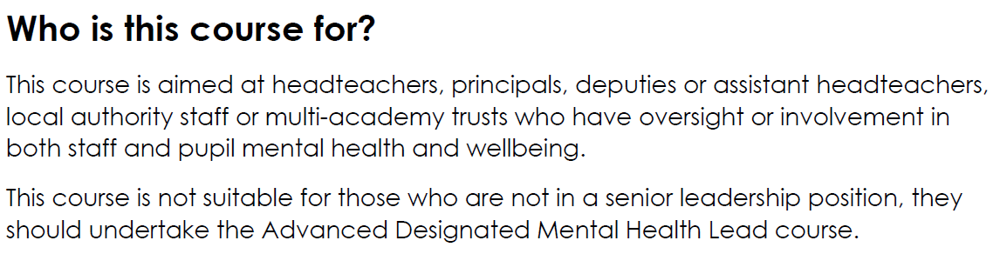 Who is this course for?
This course is aimed at headteachers, principals, deputies or assistant headteachers,
local authority staff or multi-academy trusts who have oversight or involvement in
both staff and pupil mental health and wellbeing.
This course is not suitable for those who are not in a senior leadership position, they
should undertake the Advanced Designated Mental Health Lead course.